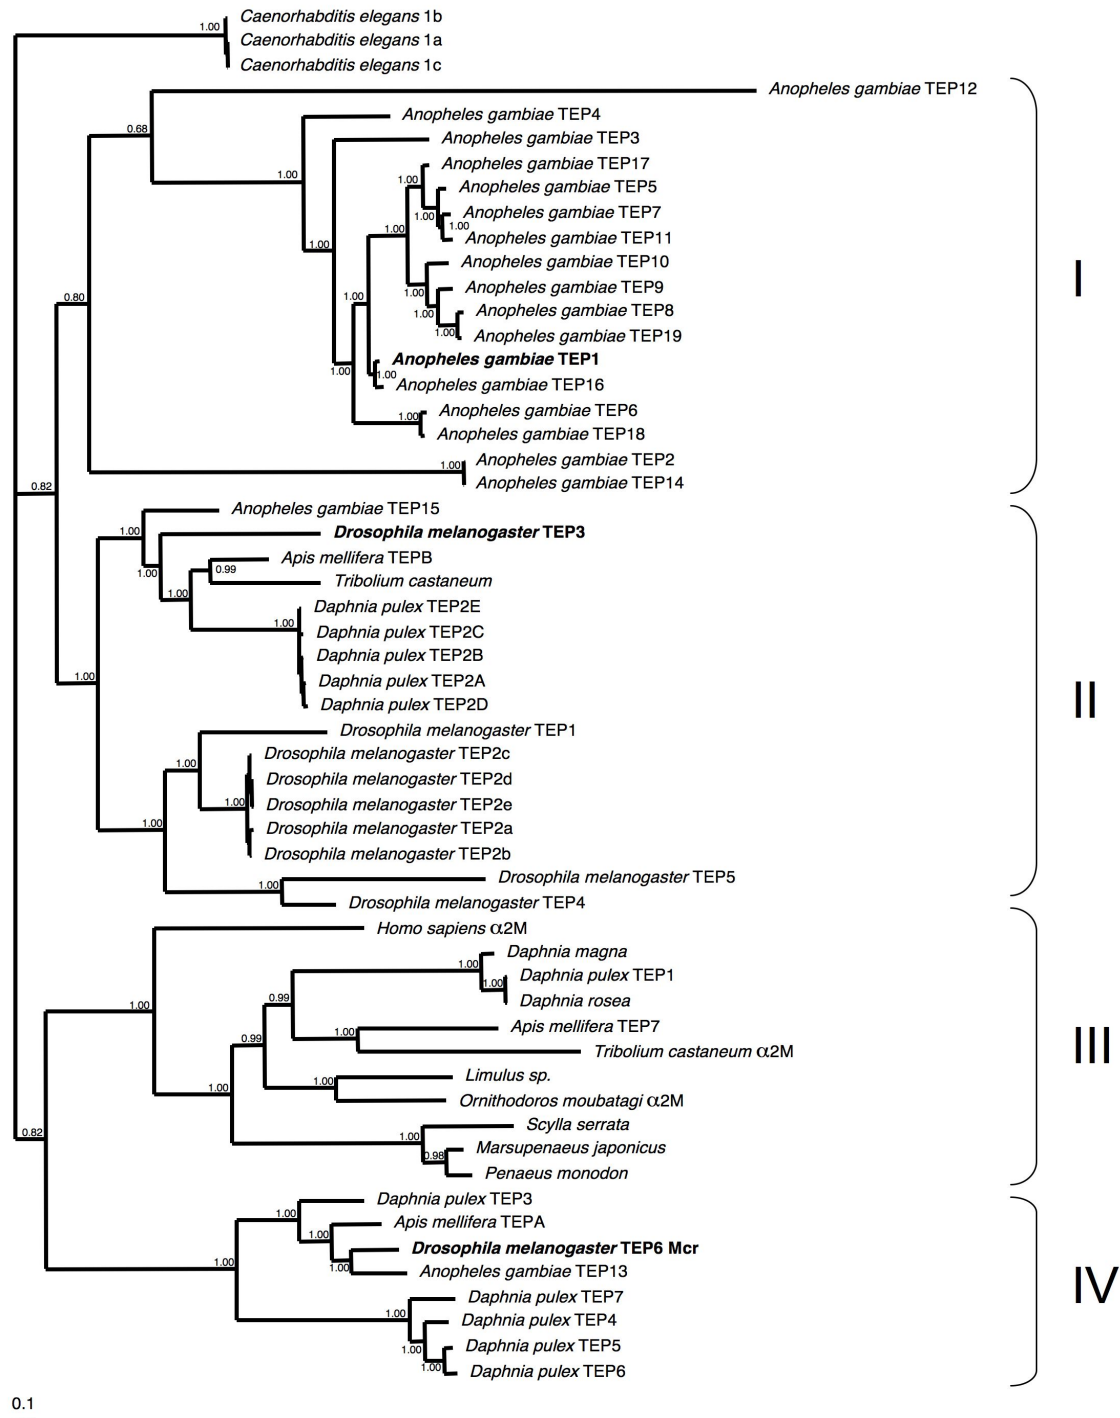 Caenorhabditis elegans 1b
1.00
Caenorhabditis elegans 1a
Caenorhabditis elegans 1c
Anopheles gambiae TEP12
Anopheles gambiae TEP4
0.68
Anopheles gambiae TEP3
Anopheles gambiae TEP17
1.00
1.00
Anopheles gambiae TEP5
Anopheles gambiae TEP7
1.00
1.00
1.00
Anopheles gambiae TEP11
1.00
Anopheles gambiae TEP10
I
1.00
Anopheles gambiae TEP9
0.80
1.00
Anopheles gambiae TEP8
1.00
1.00
Anopheles gambiae TEP19
Anopheles gambiae TEP1
1.00
1.00
Anopheles gambiae TEP16
Anopheles gambiae TEP6
1.00
Anopheles gambiae TEP18
Anopheles gambiae TEP2
1.00
Anopheles gambiae TEP14
0.82
Anopheles gambiae TEP15
1.00
Drosophila melanogaster TEP3
Apis mellifera TEPB
0.99
1.00
Tribolium castaneum
1.00
Daphnia pulex TEP2E
1.00
Daphnia pulex TEP2C
Daphnia pulex TEP2B
1.00
Daphnia pulex TEP2A
II
Daphnia pulex TEP2D
Drosophila melanogaster TEP1
Drosophila melanogaster TEP2c
1.00
Drosophila melanogaster TEP2d
1.00
Drosophila melanogaster TEP2e
1.00
Drosophila melanogaster TEP2a
Drosophila melanogaster TEP2b
Drosophila melanogaster TEP5
1.00
Drosophila melanogaster TEP4
Homo sapiens α2M
Daphnia magna
1.00
Daphnia pulex TEP1
1.00
0.99
Daphnia rosea
1.00
Apis mellifera TEP7
1.00
0.99
Tribolium castaneum α2M
III
Limulus sp.
1.00
1.00
Ornithodoros moubatagi α2M
Scylla serrata
0.82
1.00
Marsupenaeus japonicus
0.98
Penaeus monodon
Daphnia pulex TEP3
1.00
Apis mellifera TEPA
1.00
Drosophila melanogaster TEP6 Mcr
1.00
1.00
Anopheles gambiae TEP13
IV
Daphnia pulex TEP7
1.00
Daphnia pulex TEP4
1.00
Daphnia pulex TEP5
1.00
Daphnia pulex TEP6
0.1